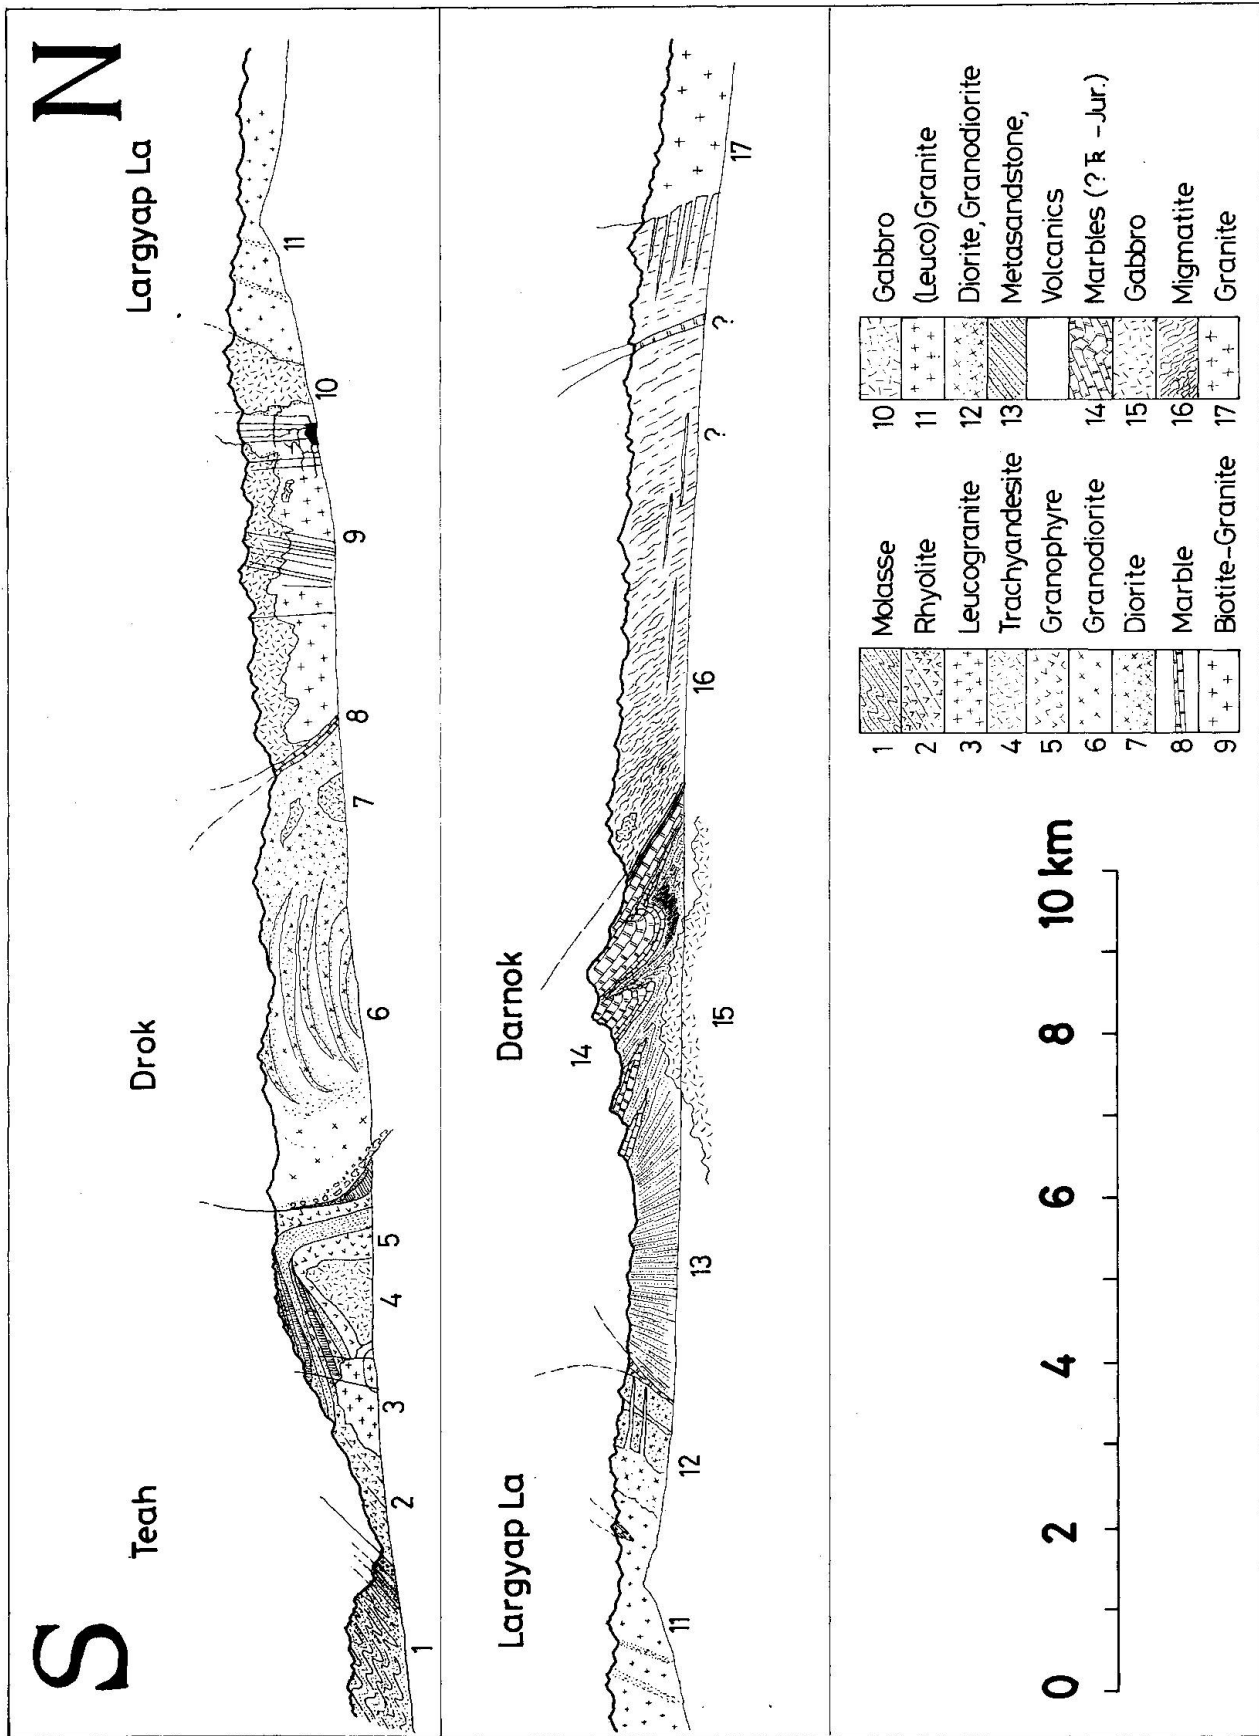 S N
Teah Drok Largyap La
1 2 3 4 5 6 7 8 9 10 11
Largyap La Darnok
11 12 13 14 15 16 ? ? 17
0 2 4 6 8 10 km
1 Molasse
2 Rhyolite
3 Leucogranite
4 Trachyandesite
5 Granophyre
6 Granodiorite
7 Diorite
8 Marble
9 Biotite-Granite
10 Gabbro
11 (Leuco)Granite
12 Diorite, Granodiorite
13 Metasandstone,
Volcanics
14 Marbles (? Ŧ -Jur.)
15 Gabbro
16 Migmatite
17 Granite